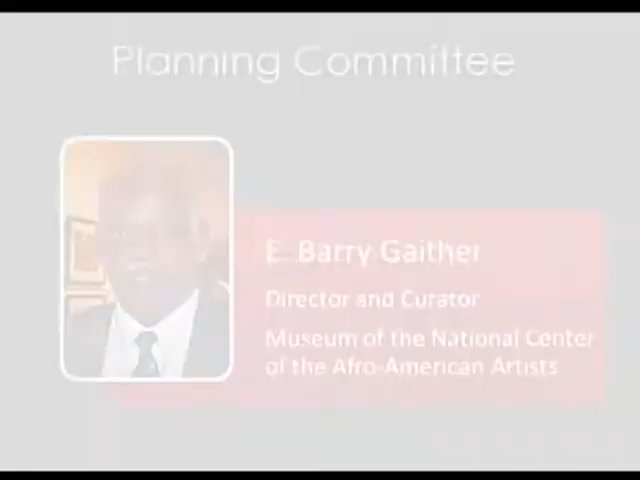 Planning Committee
E. Barry Gaither
Director and Curator
Museum of the National Center
of the Afro-American Artists